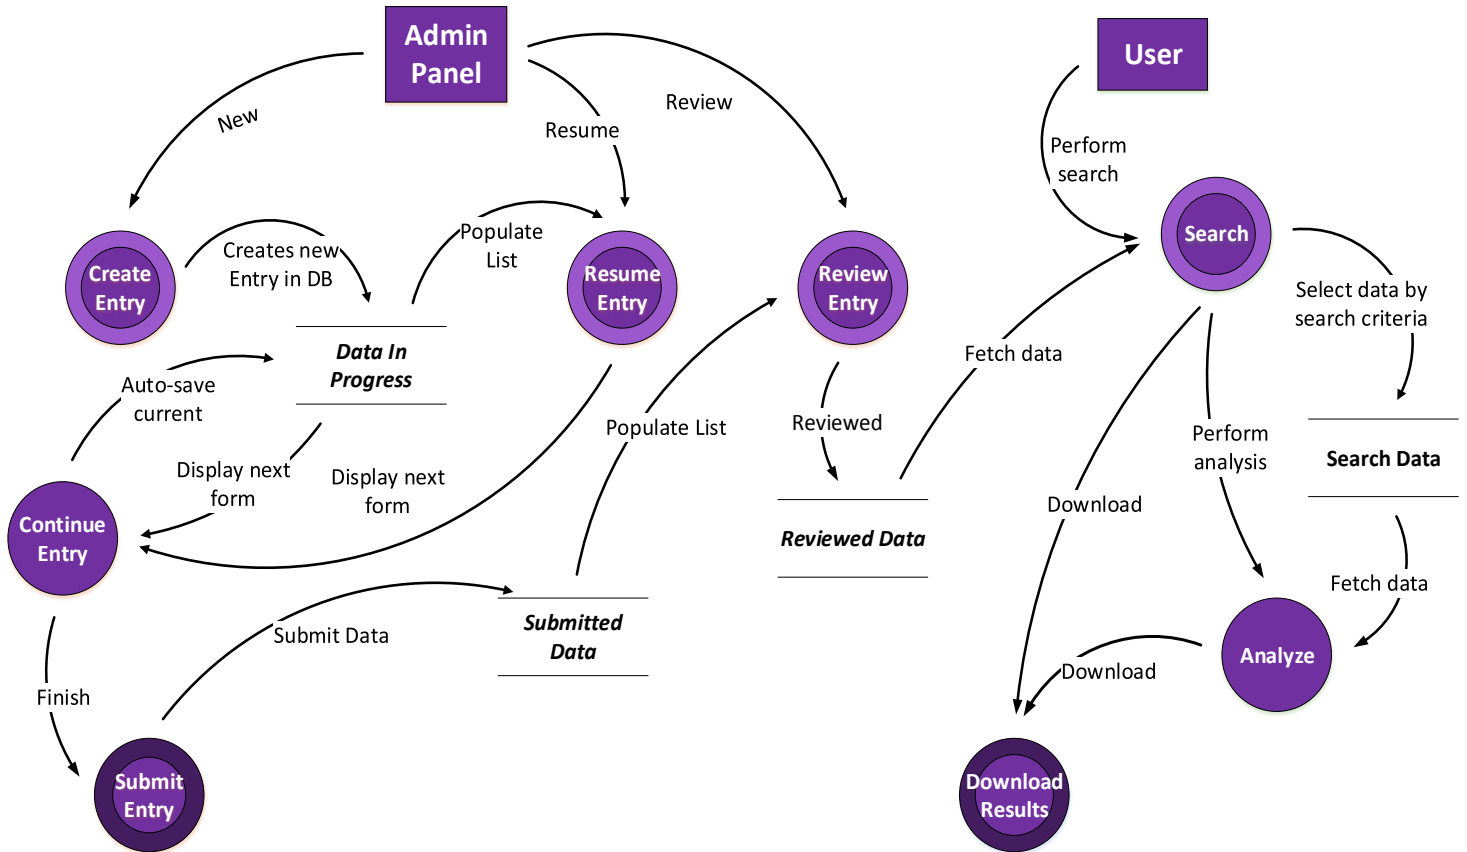 Admin
Panel
User
New
Resume
Review
Perform
search
Create
Entry
Creates new
Entry in DB
Populate
List
Resume
Entry
Review
Entry
Search
Select data by
search criteria
Data In
Progress
Fetch data
Auto-save
current
Populate List
Reviewed
Perform
analysis
Search Data
Display next
form
Display next
form
Download
Continue
Entry
Reviewed Data
Fetch data
Submit Data
Submitted
Data
Analyze
Download
Finish
Submit
Entry
Download
Results